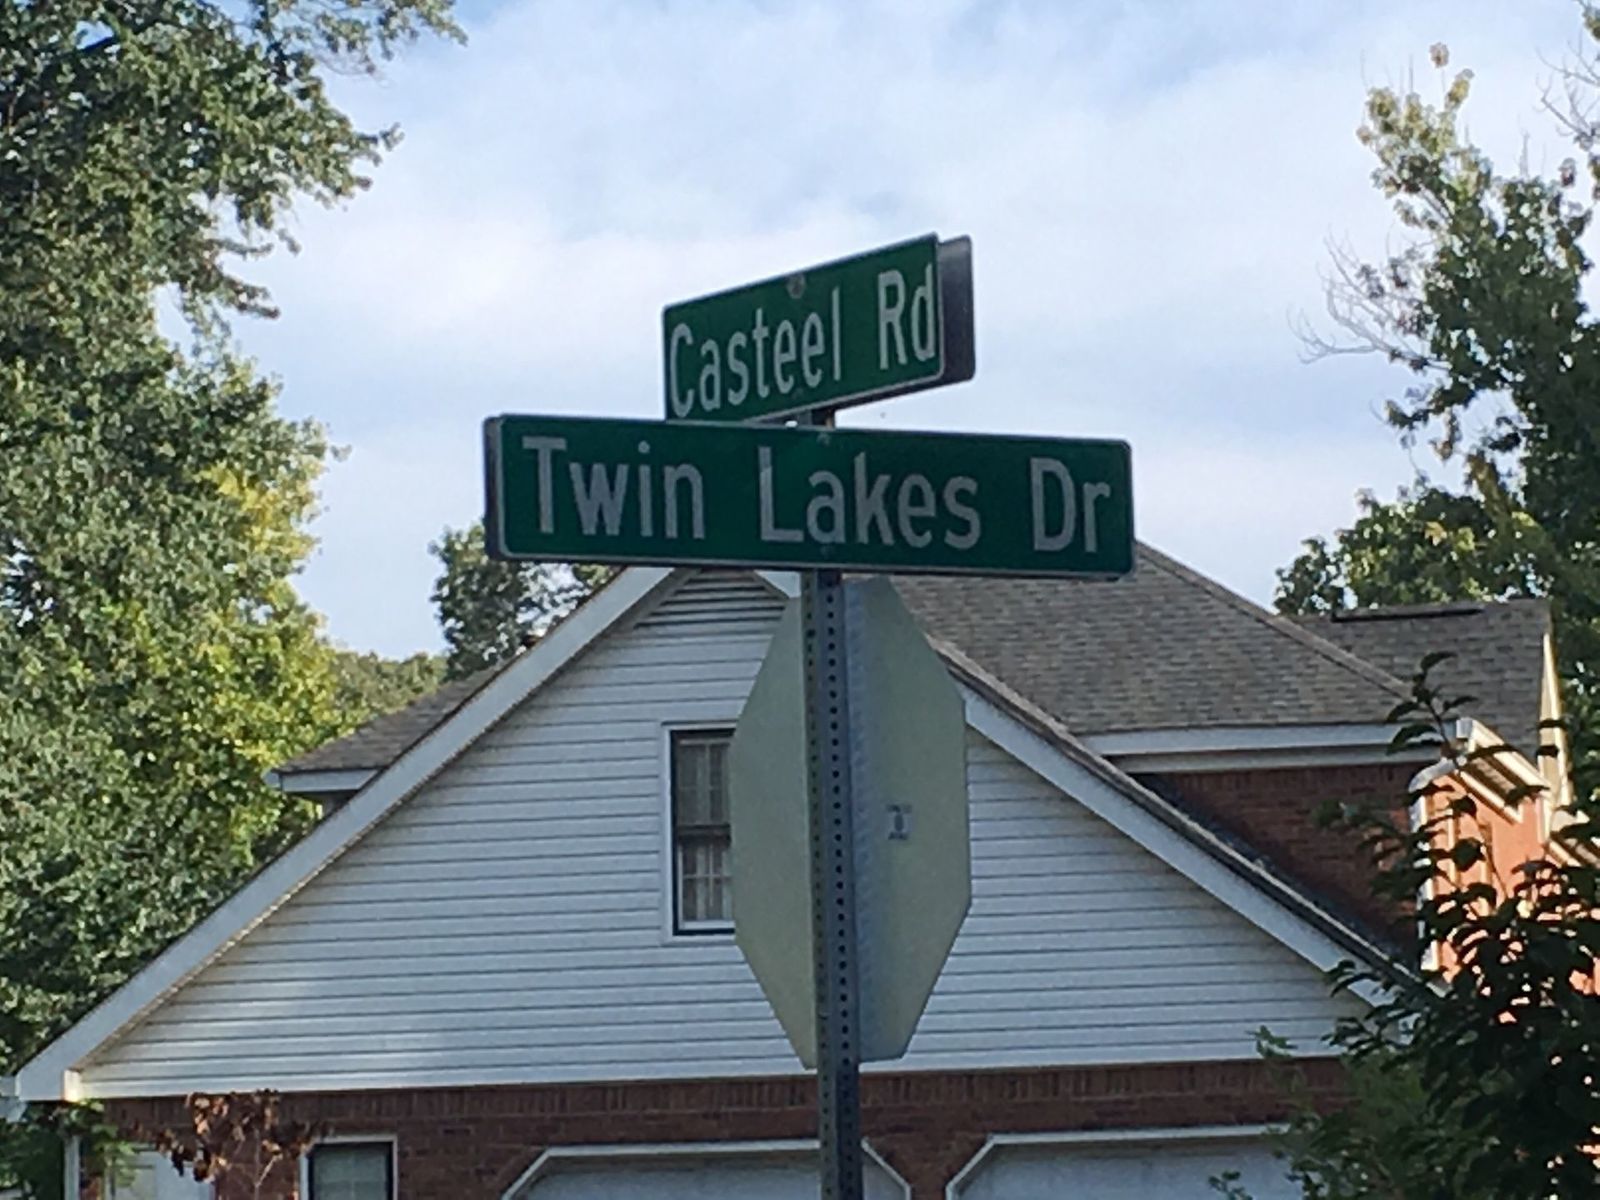 Casteel Rd
Twin Lakes Dr